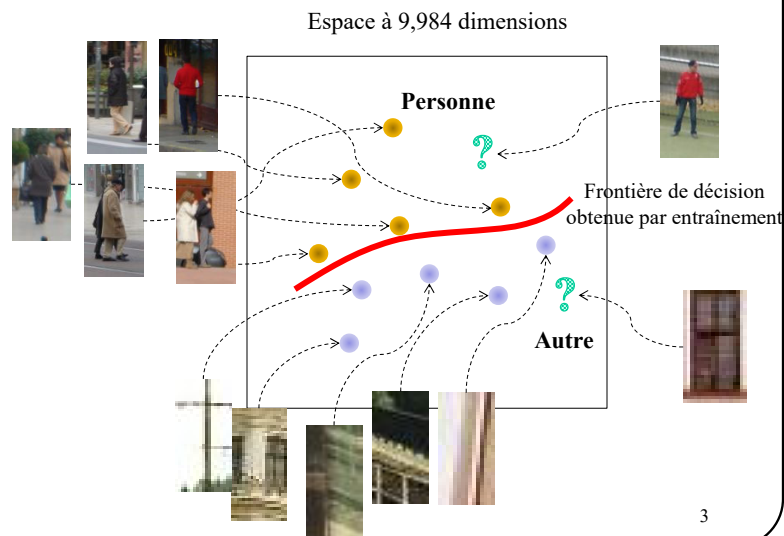 Espace à 9,984 dimensions
Personne
?
Frontière de décision
obtenue par entraînement
?
Autre
3